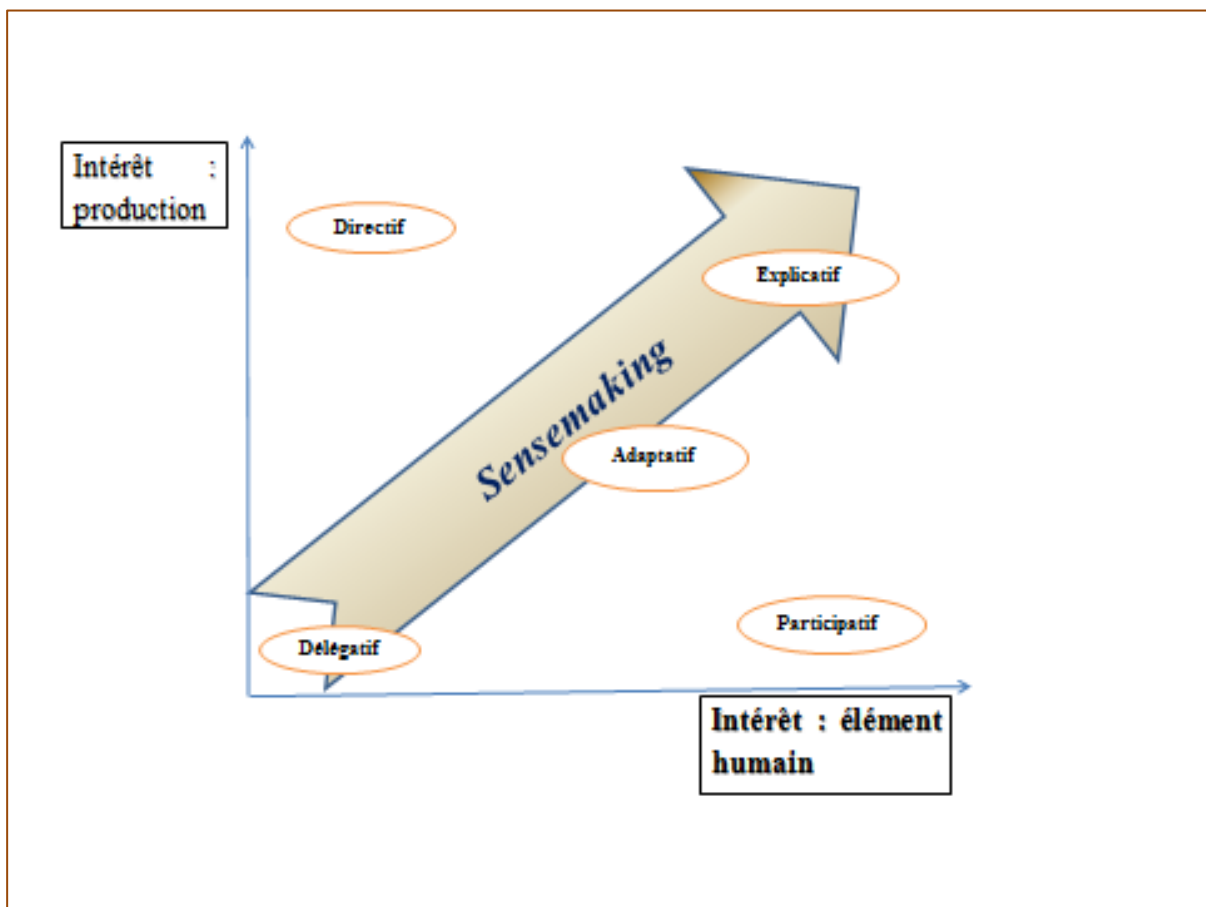 Intérêt :
production
Directif
Explicatif
Sensemaking
Adaptatif
Participatif
Délégatif
Intérêt : élément
humain